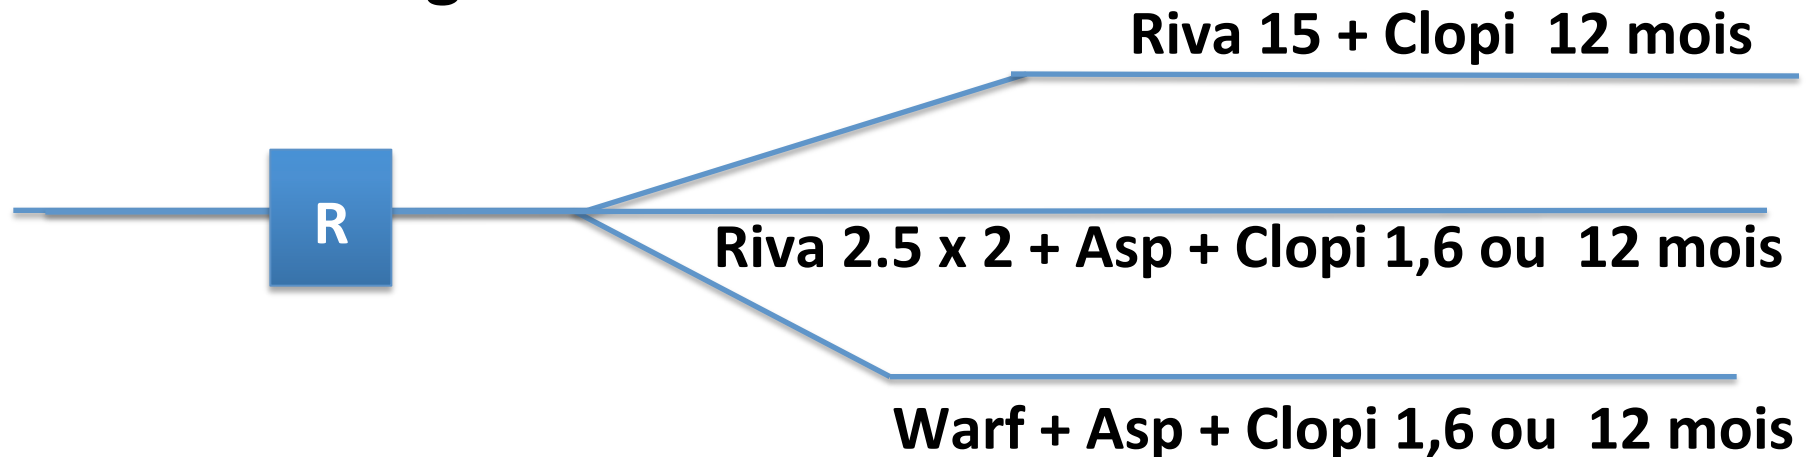 Riva 15 + Clopi 12 mois
R
Riva 2.5 x 2 + Asp + Clopi 1,6 ou 12 mois
Warf + Asp + Clopi 1,6 ou 12 mois